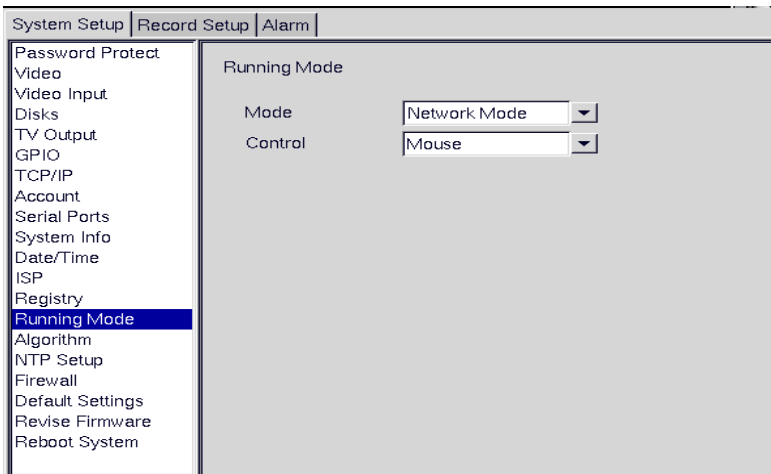 System Setup Record Setup Alarm
Password Protect
Video
Video Input
Disks
TV Output
GPIO
TCP/IP
Account
Serial Ports
System Info
Date/Time
ISP
Registry
Running Mode
Algorithm
NTP Setup
Firewall
Default Settings
Revise Firmware
Reboot System
Running Mode
Mode Network Mode
Control Mouse